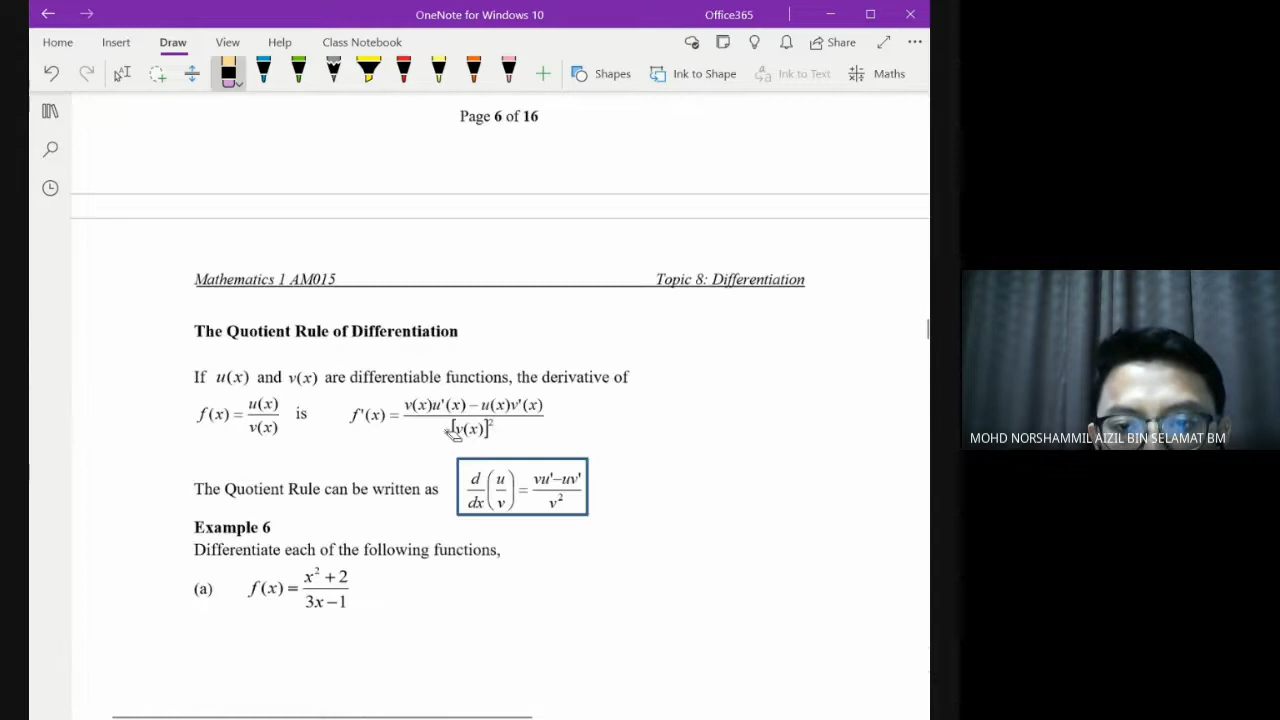 OneNote for Windows 10
Office365
Home Insert Draw View Help Class Notebook
Share
Shapes Ink to Shape Ink to Text Maths
Page 6 of 16
Mathematics 1 AM015 Topic 8: Differentiation
The Quotient Rule of Differentiation
If u(x) and v(x) are differentiable functions, the derivative of
f(x) = u(x)/v(x) is f'(x) = v(x)u'(x) − u(x)v'(x)/[v(x)]²
The Quotient Rule can be written as d/dx (u/v) = vu'−uv'/v²
Example 6
Differentiate each of the following functions,
(a) f(x) = x² + 2/3x − 1
MOHD NORSHAMMIL AIZIL BIN SELAMAT BM